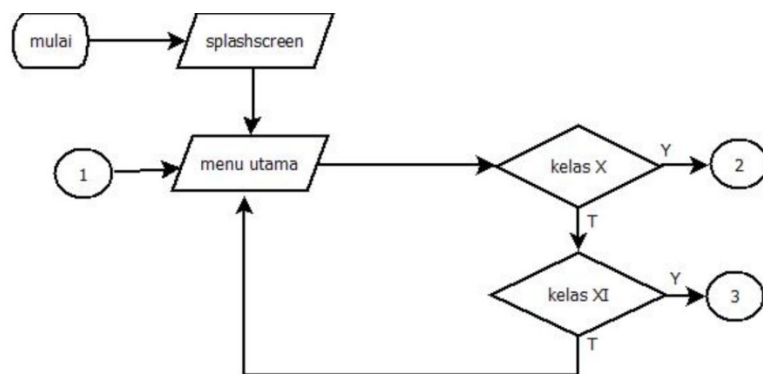 mulai
splashscreen
1
menu utama
kelas X
Y
2
T
kelas XI
Y
3
T